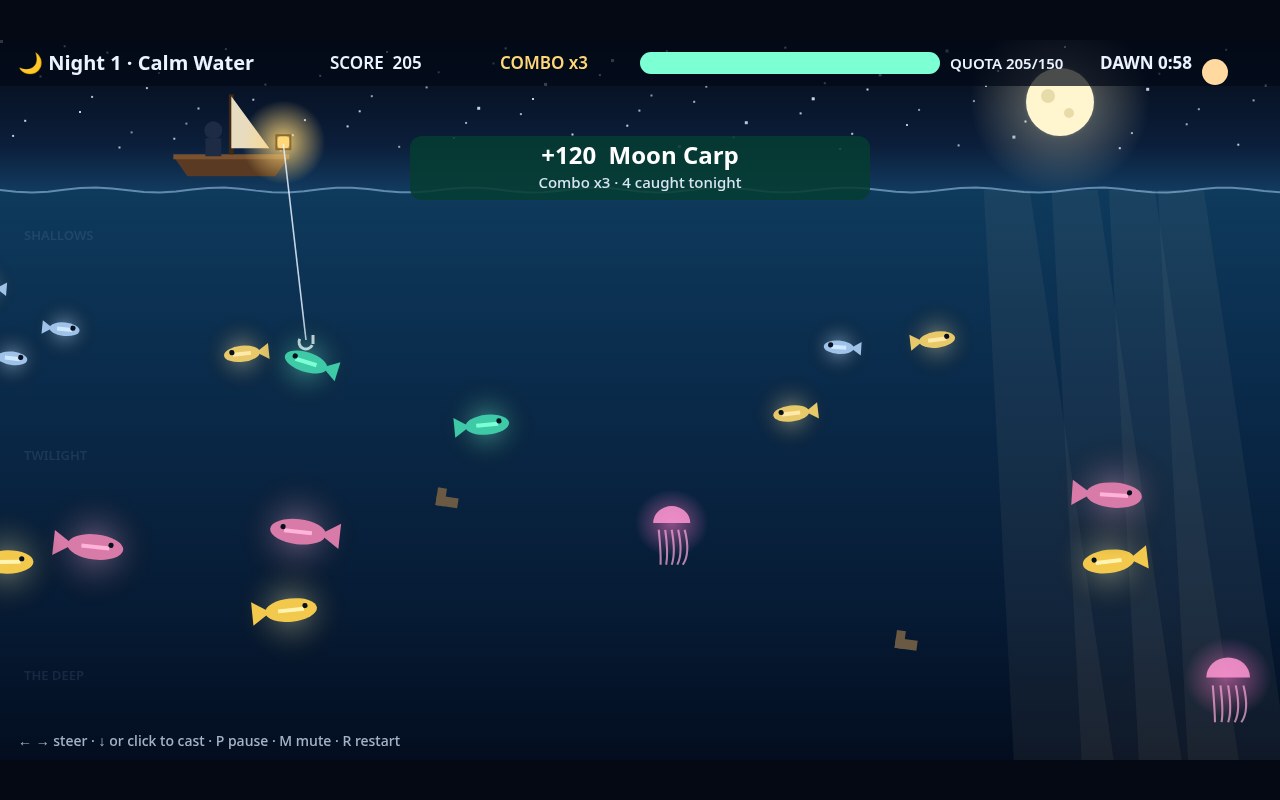 🌙 Night 1 · Calm Water SCORE 205 COMBO x3 QUOTA 205/150 DAWN 0:58
+120 Moon Carp
Combo x3 · 4 caught tonight
SHALLOWS
TWILIGHT
THE DEEP
← → steer · ↓ or click to cast · P pause · M mute · R restart